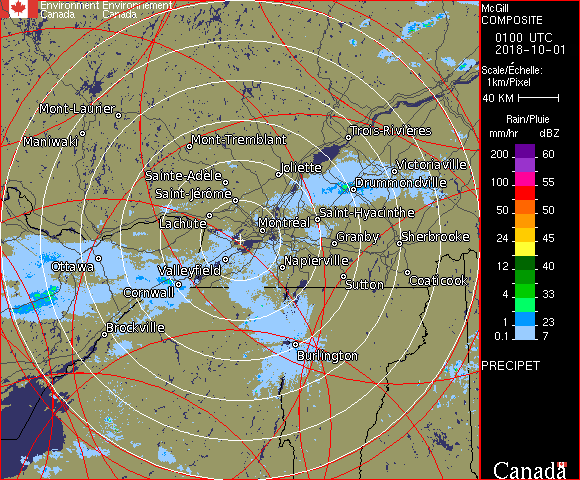 Environment Environnement
Canada Canada
McGill
COMPOSITE
0100 UTC
2018-10-01
Scale/Échelle:
1km/Pixel
40 KM
Rain/Pluie
mm/hr dBZ
200 60
100 55
50 50
24 45
12 40
4 33
1 23
0.1 7
PRECIPET
Canada
Mont-Laurier
Maniwaki
Mont-Tremblant
Trois-Rivières
Joliette
Victoriaville
Sainte-Adèle
Drummondville
Saint-Jérôme
Saint-Hyacinthe
Lachute
Montréal
Granby
Sherbrooke
Ottawa
Valleyfield
Napierville
Sutton
Coaticook
Cornwall
Brockville
Burlington